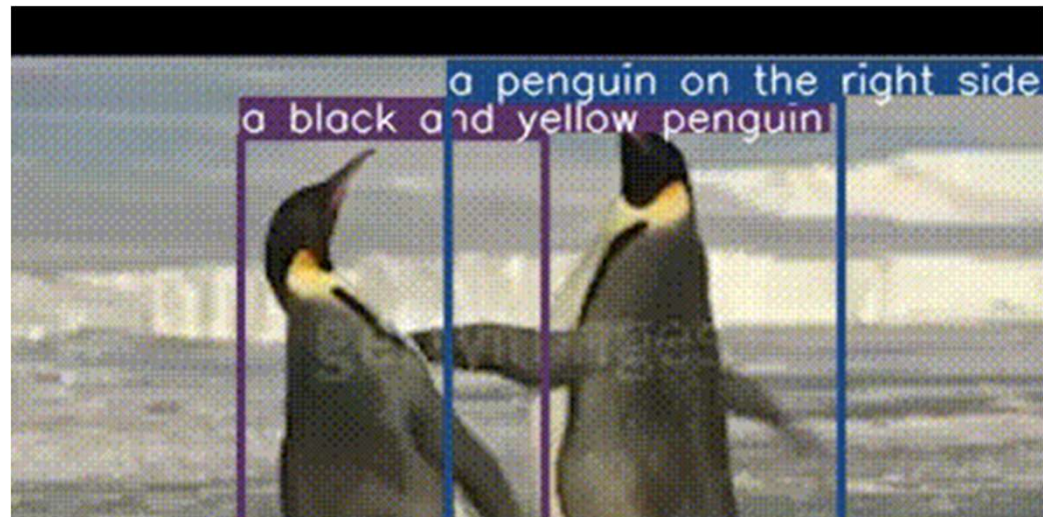 a penguin on the right side
a black and yellow penguin